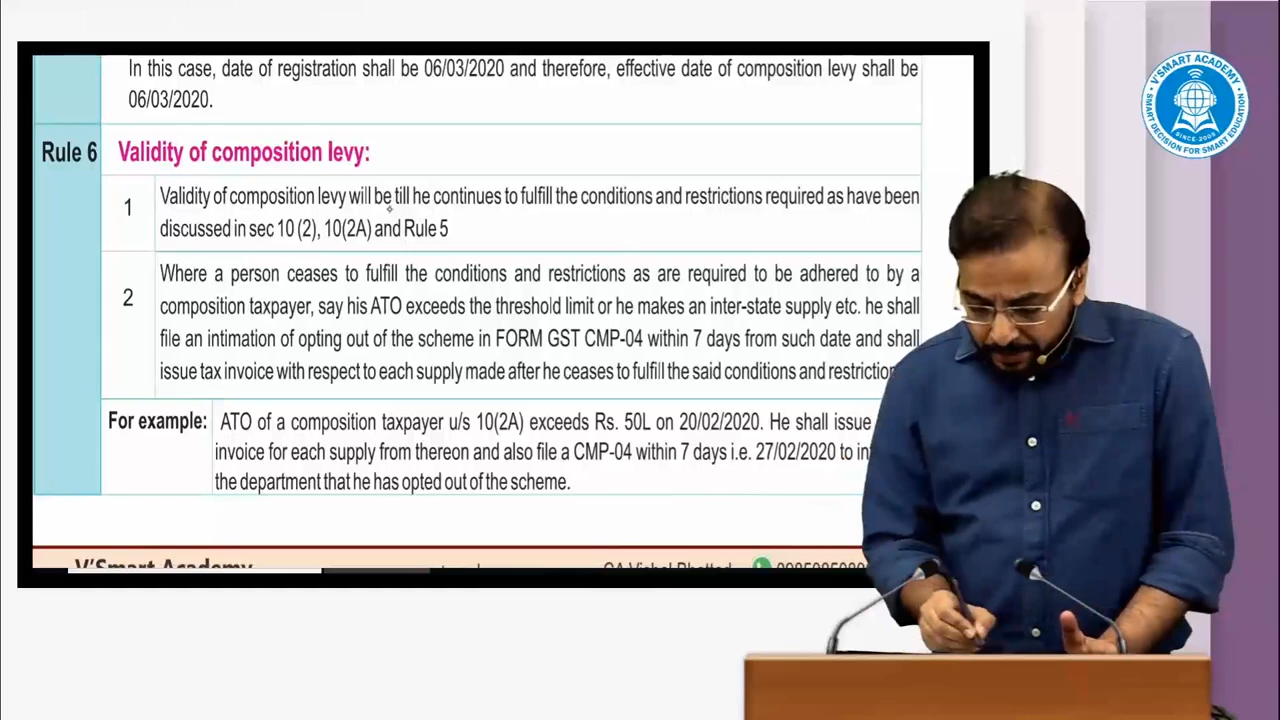 In this case, date of registration shall be 06/03/2020 and therefore, effective date of composition levy shall be
06/03/2020.
Rule 6
Validity of composition levy:
1
Validity of composition levy will be till he continues to fulfill the conditions and restrictions required as have been
discussed in sec 10 (2), 10(2A) and Rule 5
2
Where a person ceases to fulfill the conditions and restrictions as are required to be adhered to by a
composition taxpayer, say his ATO exceeds the threshold limit or he makes an inter-state supply etc. he shall
file an intimation of opting out of the scheme in FORM GST CMP-04 within 7 days from such date and shall
issue tax invoice with respect to each supply made after he ceases to fulfill the said conditions and restriction
For example:
ATO of a composition taxpayer u/s 10(2A) exceeds Rs. 50L on 20/02/2020. He shall issue
invoice for each supply from thereon and also file a CMP-04 within 7 days i.e. 27/02/2020 to
the department that he has opted out of the scheme.
V'Smart Academy
V'SMART ACADEMY
SINCE-2009
SMART DECISION FOR SMART EDUCATION